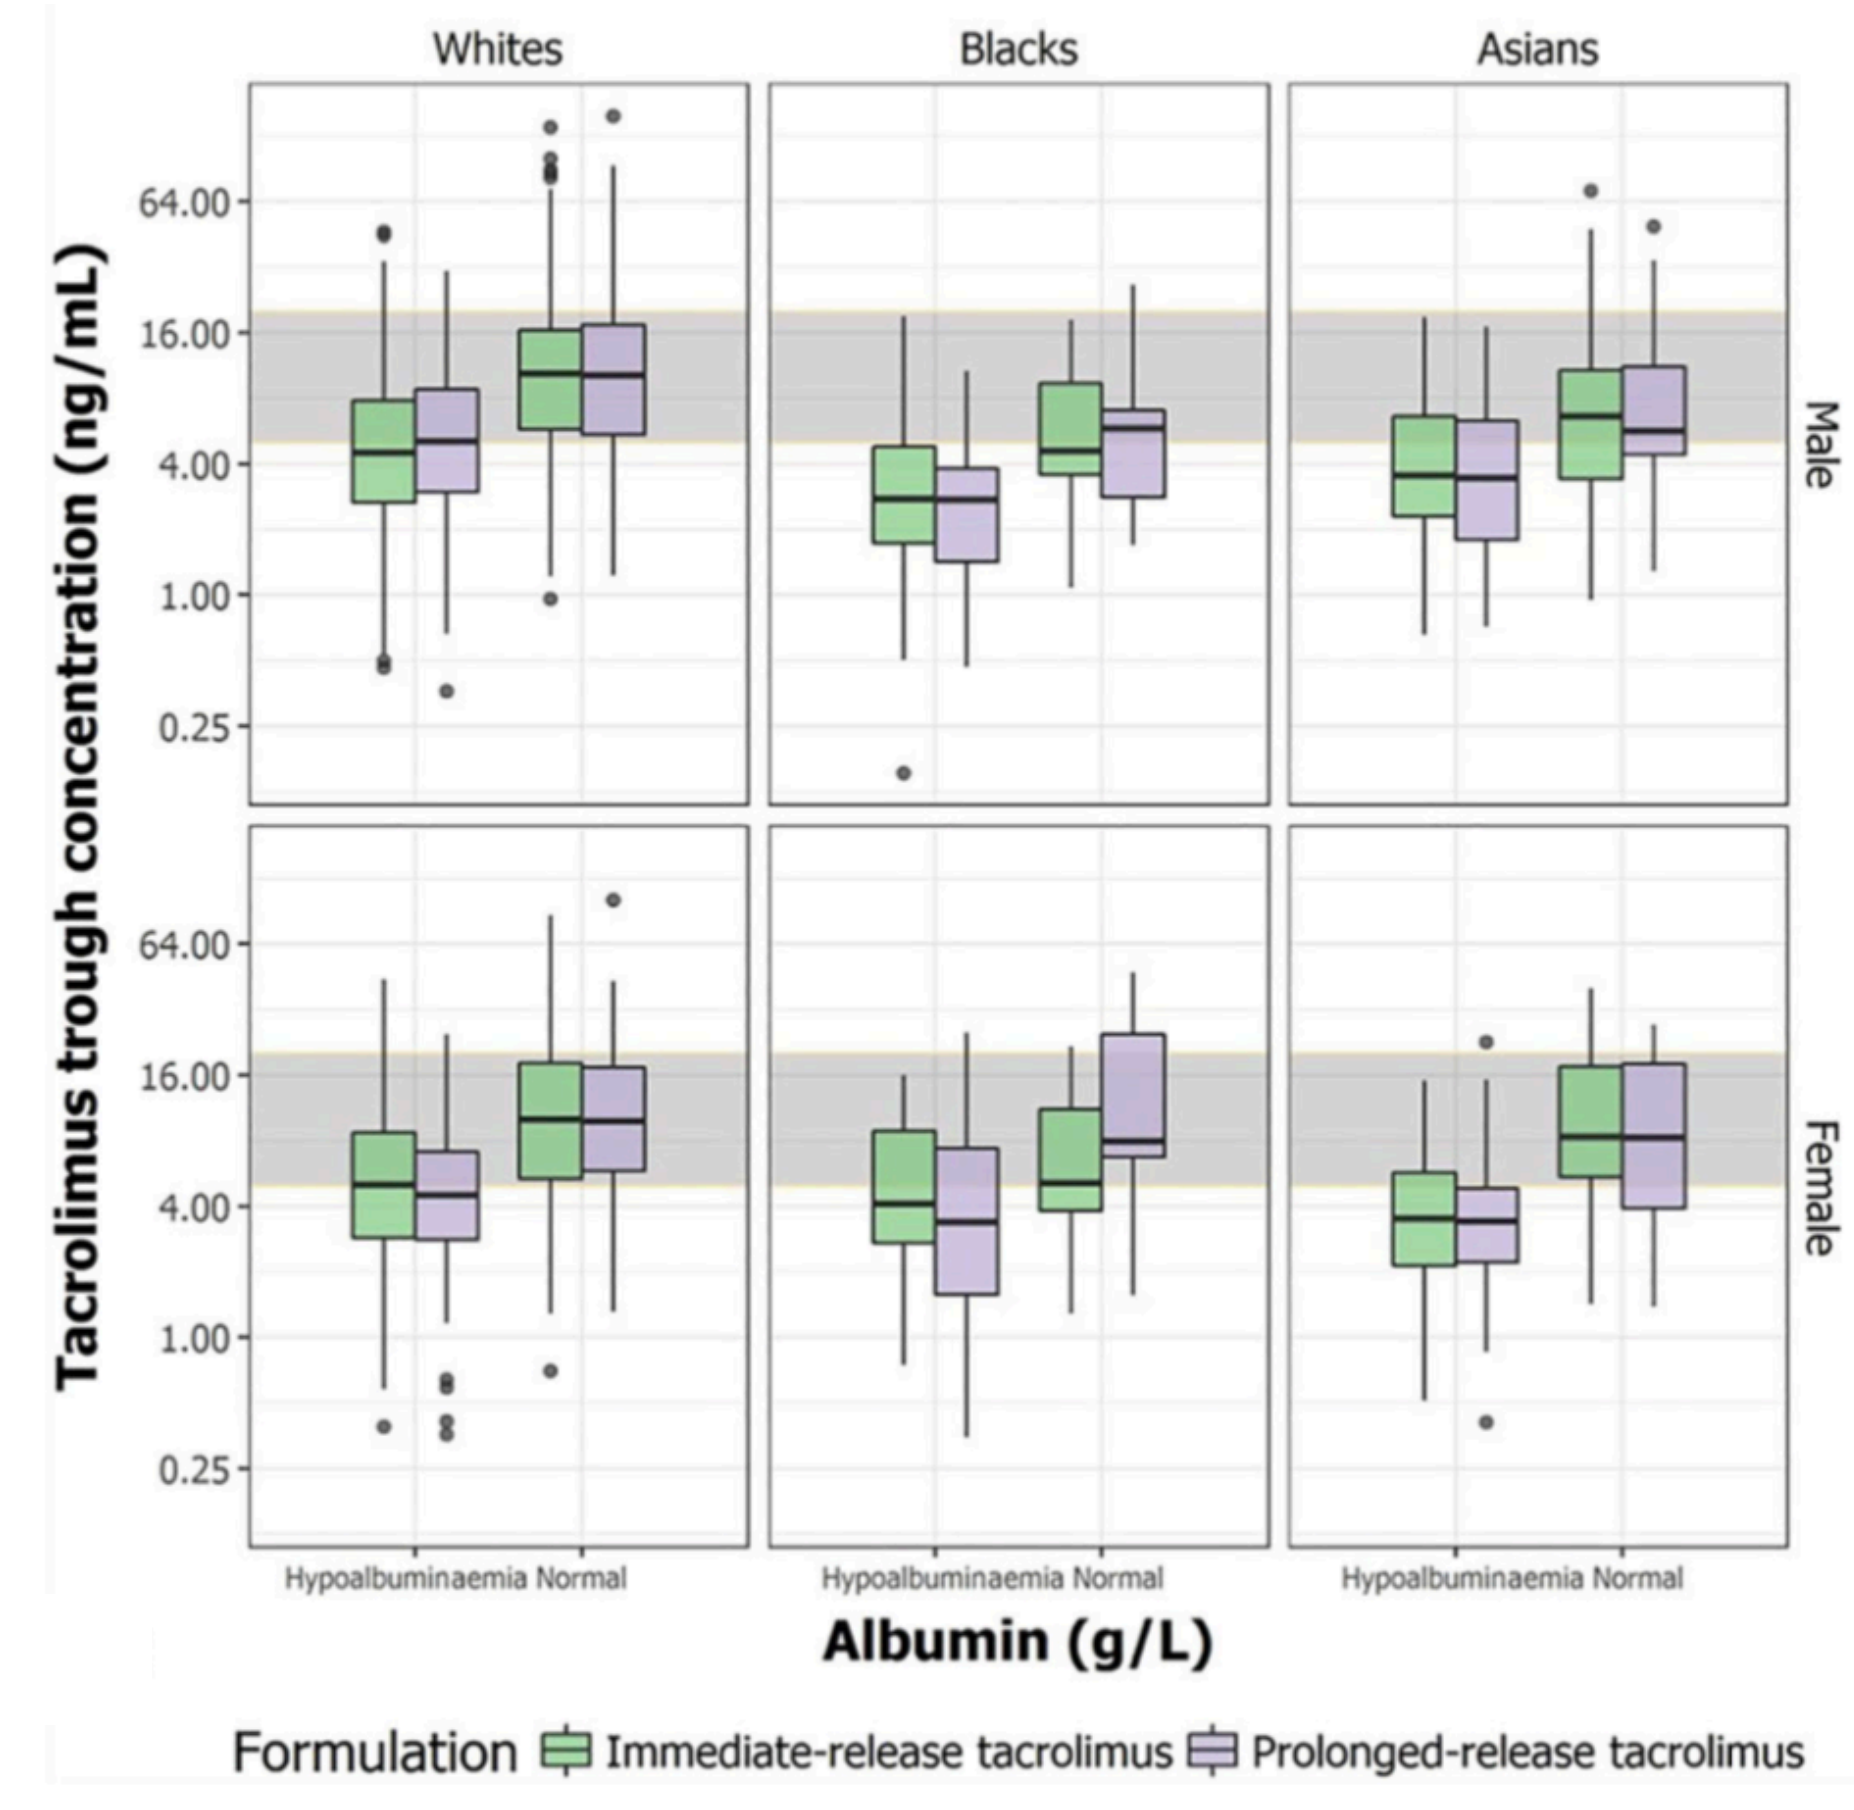 Whites Blacks Asians
Tacrolimus trough concentration (ng/mL)
64.00
16.00
4.00
1.00
0.25
Male
64.00
16.00
4.00
1.00
0.25
Female
Hypoalbuminaemia Normal Hypoalbuminaemia Normal Hypoalbuminaemia Normal
Albumin (g/L)
Formulation Immediate-release tacrolimus Prolonged-release tacrolimus